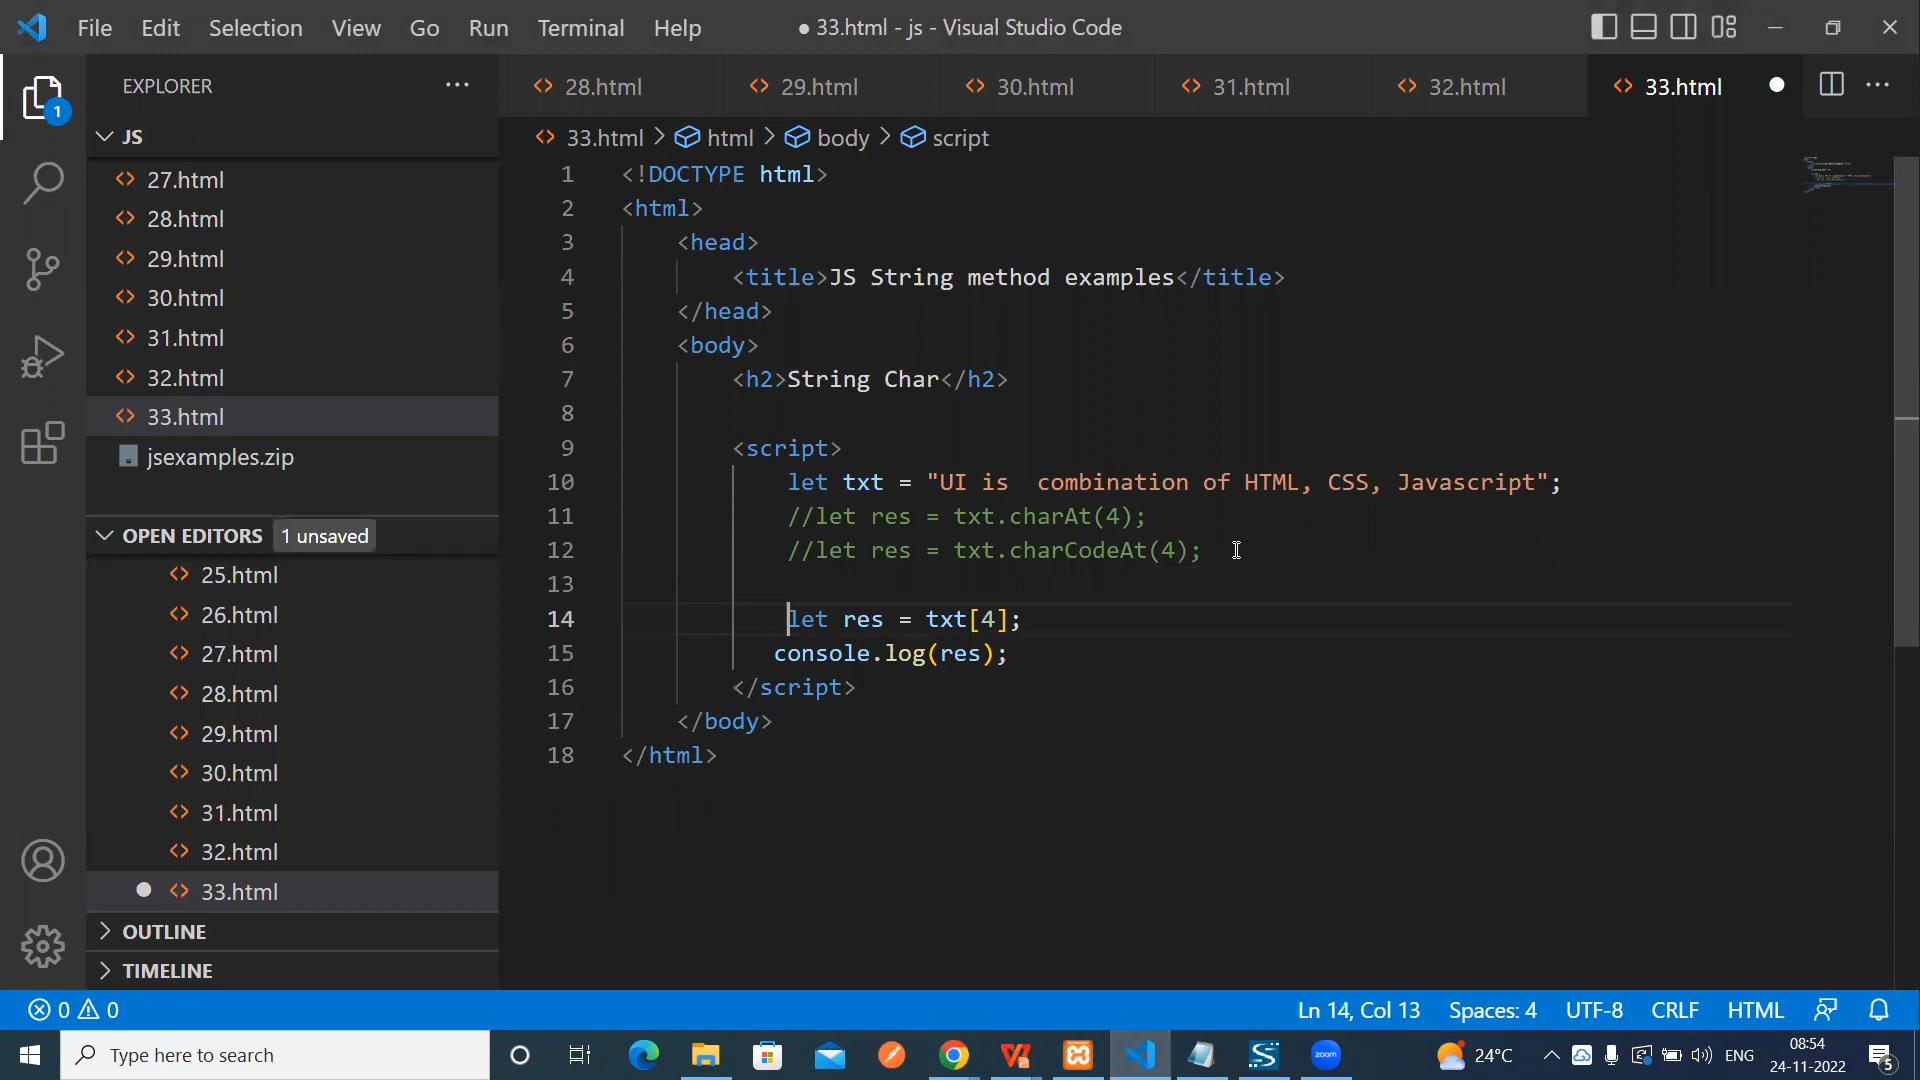 File Edit Selection View Go Run Terminal Help ● 33.html - js - Visual Studio Code
EXPLORER
28.html 29.html 30.html 31.html 32.html 33.html
33.html > html > body > script
JS
27.html
28.html
29.html
30.html
31.html
32.html
33.html
jsexamples.zip
OPEN EDITORS 1 unsaved
25.html
26.html
27.html
28.html
29.html
30.html
31.html
32.html
33.html
OUTLINE
TIMELINE
1
1 <!DOCTYPE html>
2 <html>
3 <head>
4 <title>JS String method examples</title>
5 </head>
6 <body>
7 <h2>String Char</h2>
8
9 <script>
10 let txt = "UI is  combination of HTML, CSS, Javascript";
11 //let res = txt.charAt(4);
12 //let res = txt.charCodeAt(4);
13
14 let res = txt[4];
15 console.log(res);
16 </script>
17 </body>
18 </html>
0 0 Ln 14, Col 13 Spaces: 4 UTF-8 CRLF HTML
Type here to search
zoom
24°C ENG
08:54
24-11-2022
5